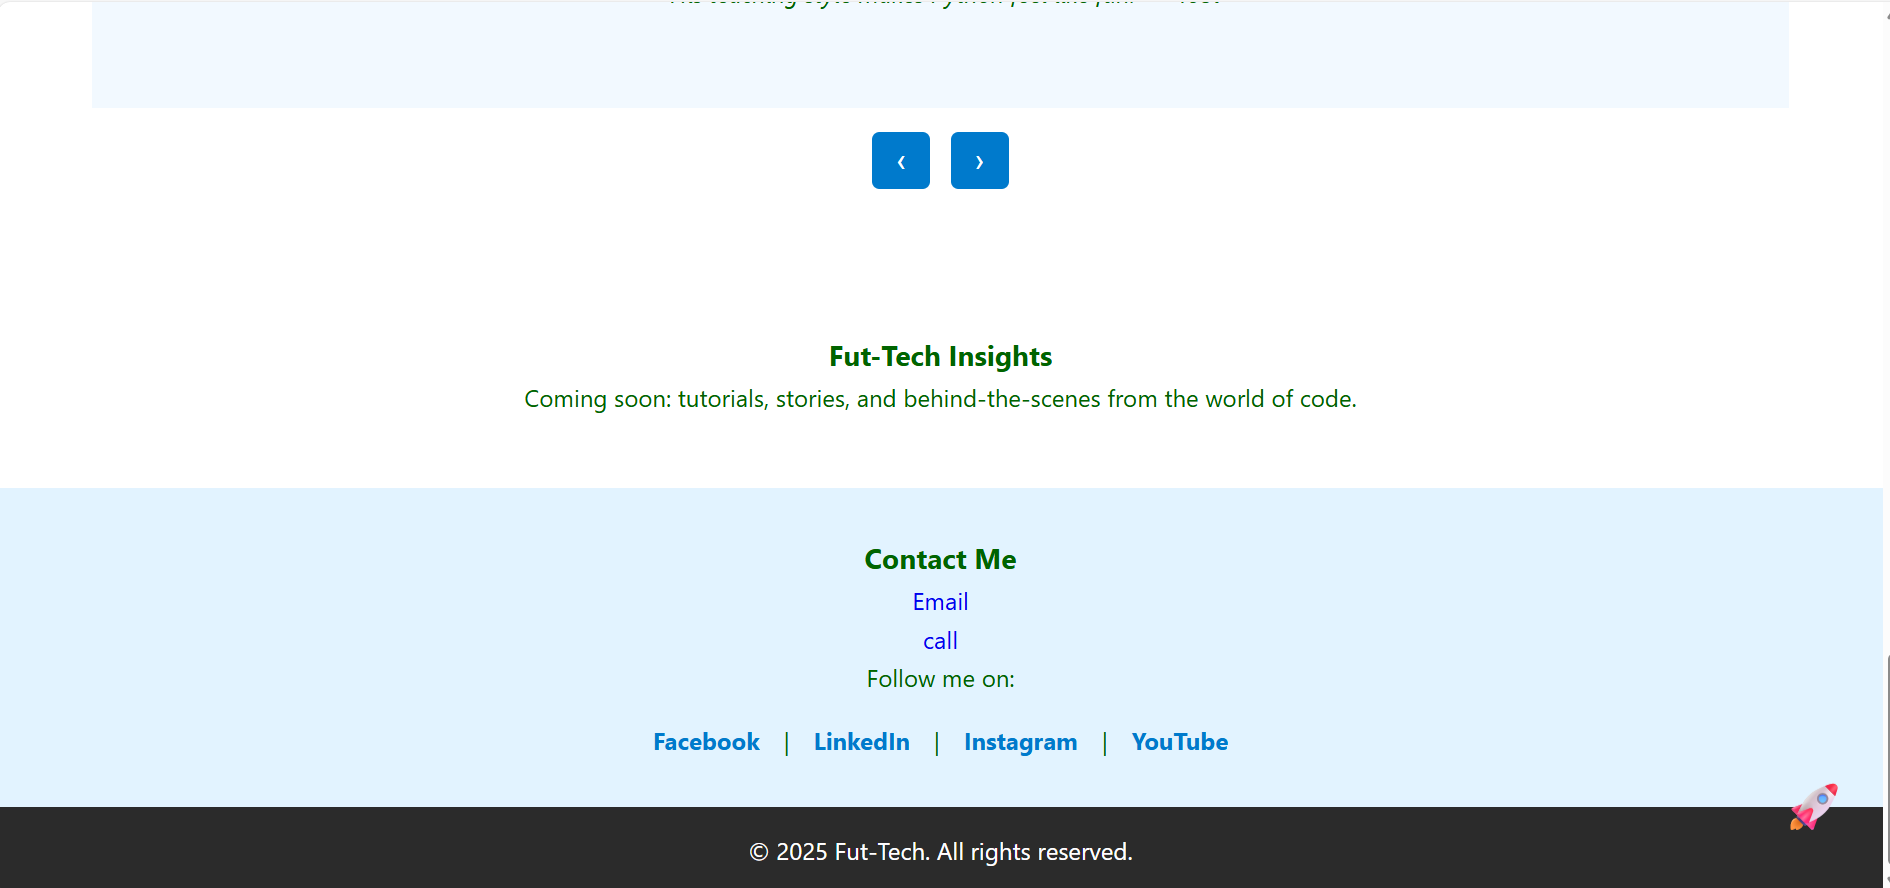 ‹ ›
Fut-Tech Insights
Coming soon: tutorials, stories, and behind-the-scenes from the world of code.
Contact Me
Email
call
Follow me on:
Facebook | LinkedIn | Instagram | YouTube
© 2025 Fut-Tech. All rights reserved.